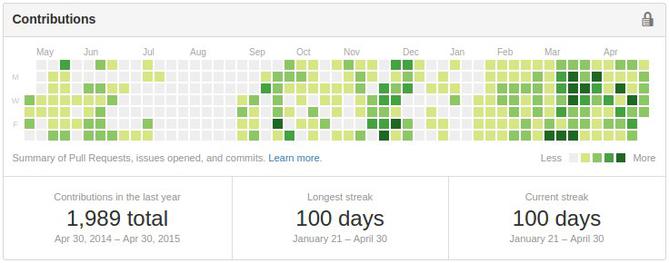 Contributions
May Jun Jul Aug Sep Oct Nov Dec Jan Feb Mar Apr
M
W
F
Summary of Pull Requests, issues opened, and commits. Learn more.
Less More
Contributions in the last year
1,989 total
Apr 30, 2014 – Apr 30, 2015
Longest streak
100 days
January 21 – April 30
Current streak
100 days
January 21 – April 30